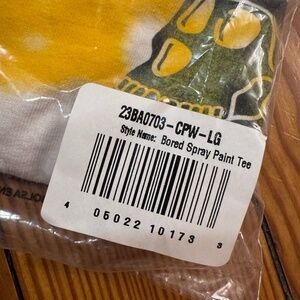 23BA0703-CPW-LG
Style Name: Bored Spray Paint Tee
4 05022 10173 3